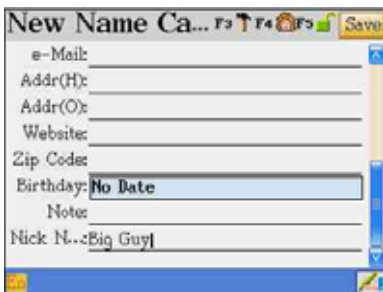 New Name Ca... F3 F4 F5 Save
e-Mail:
Addr(H):
Addr(O):
Website:
Zip Code:
Birthday: No Date
Note:
Nick N...: Big Guy
En